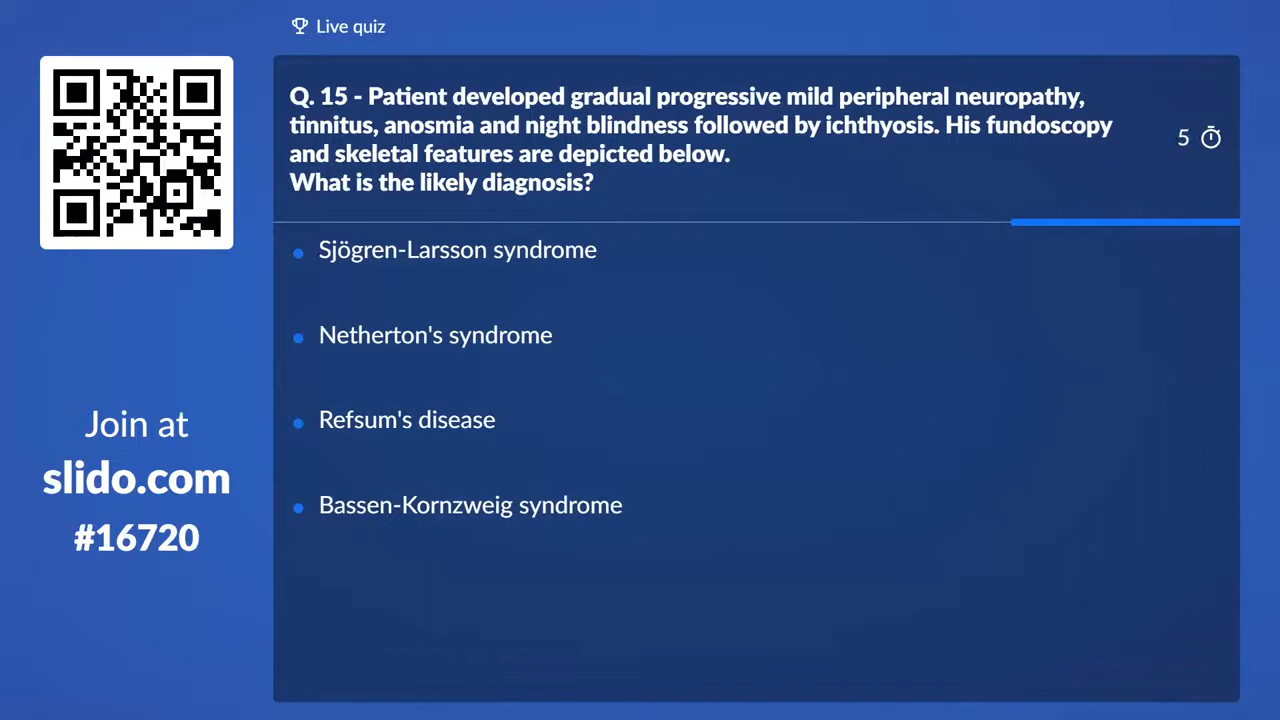 Live quiz
Q. 15 - Patient developed gradual progressive mild peripheral neuropathy,
tinnitus, anosmia and night blindness followed by ichthyosis. His fundoscopy
and skeletal features are depicted below.
What is the likely diagnosis?
5
Sjögren-Larsson syndrome
Netherton's syndrome
Refsum's disease
Bassen-Kornzweig syndrome
Join at
slido.com
#16720